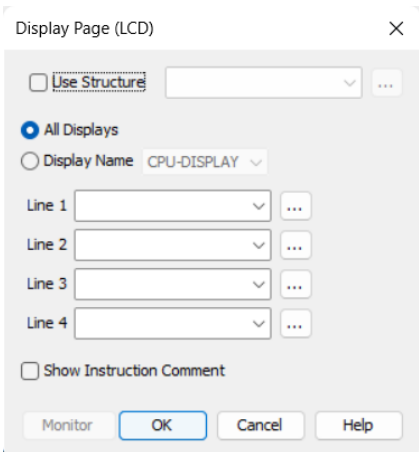 Display Page (LCD)
Use Structure
...
All Displays
Display Name CPU-DISPLAY
Line 1 ...
Line 2 ...
Line 3 ...
Line 4 ...
Show Instruction Comment
Monitor OK Cancel Help